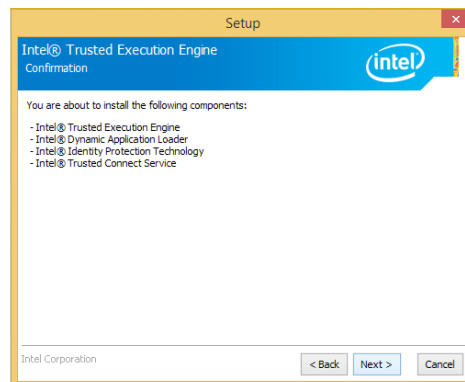 Setup
Intel® Trusted Execution Engine
Confirmation
intel
You are about to install the following components:
- Intel® Trusted Execution Engine
- Intel® Dynamic Application Loader
- Intel® Identity Protection Technology
- Intel® Trusted Connect Service
Intel Corporation
< Back Next > Cancel